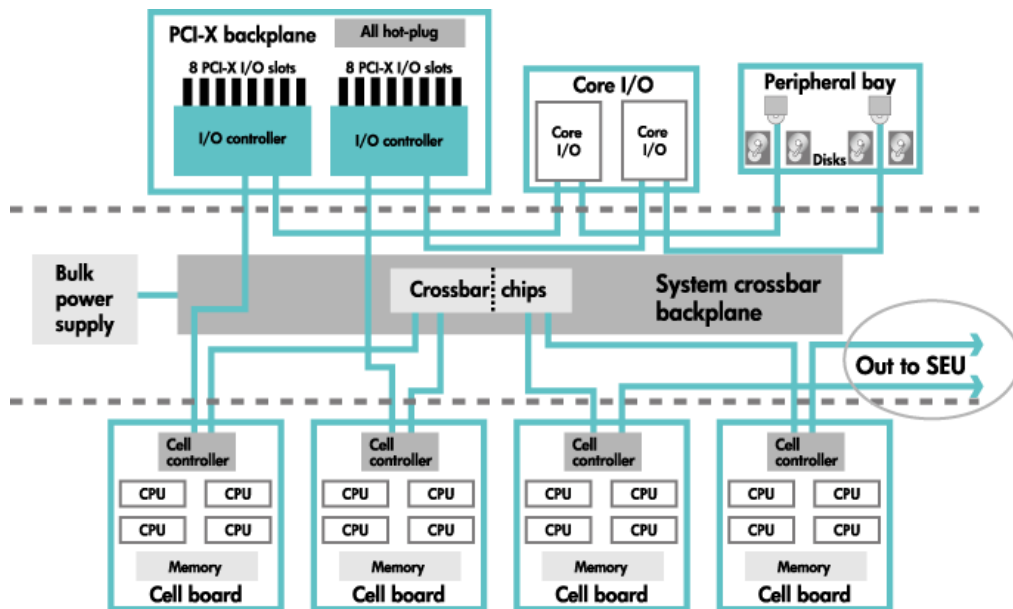 PCI-X backplane
All hot-plug
8 PCI-X I/O slots
8 PCI-X I/O slots
I/O controller
I/O controller
Core I/O
Core
I/O
Core
I/O
Peripheral bay
Disks
Bulk
power
supply
Crossbar chips
System crossbar
backplane
Out to SEU
Cell
controller
CPU CPU
CPU CPU
Memory
Cell board
Cell
controller
CPU CPU
CPU CPU
Memory
Cell board
Cell
controller
CPU CPU
CPU CPU
Memory
Cell board
Cell
controller
CPU CPU
CPU CPU
Memory
Cell board